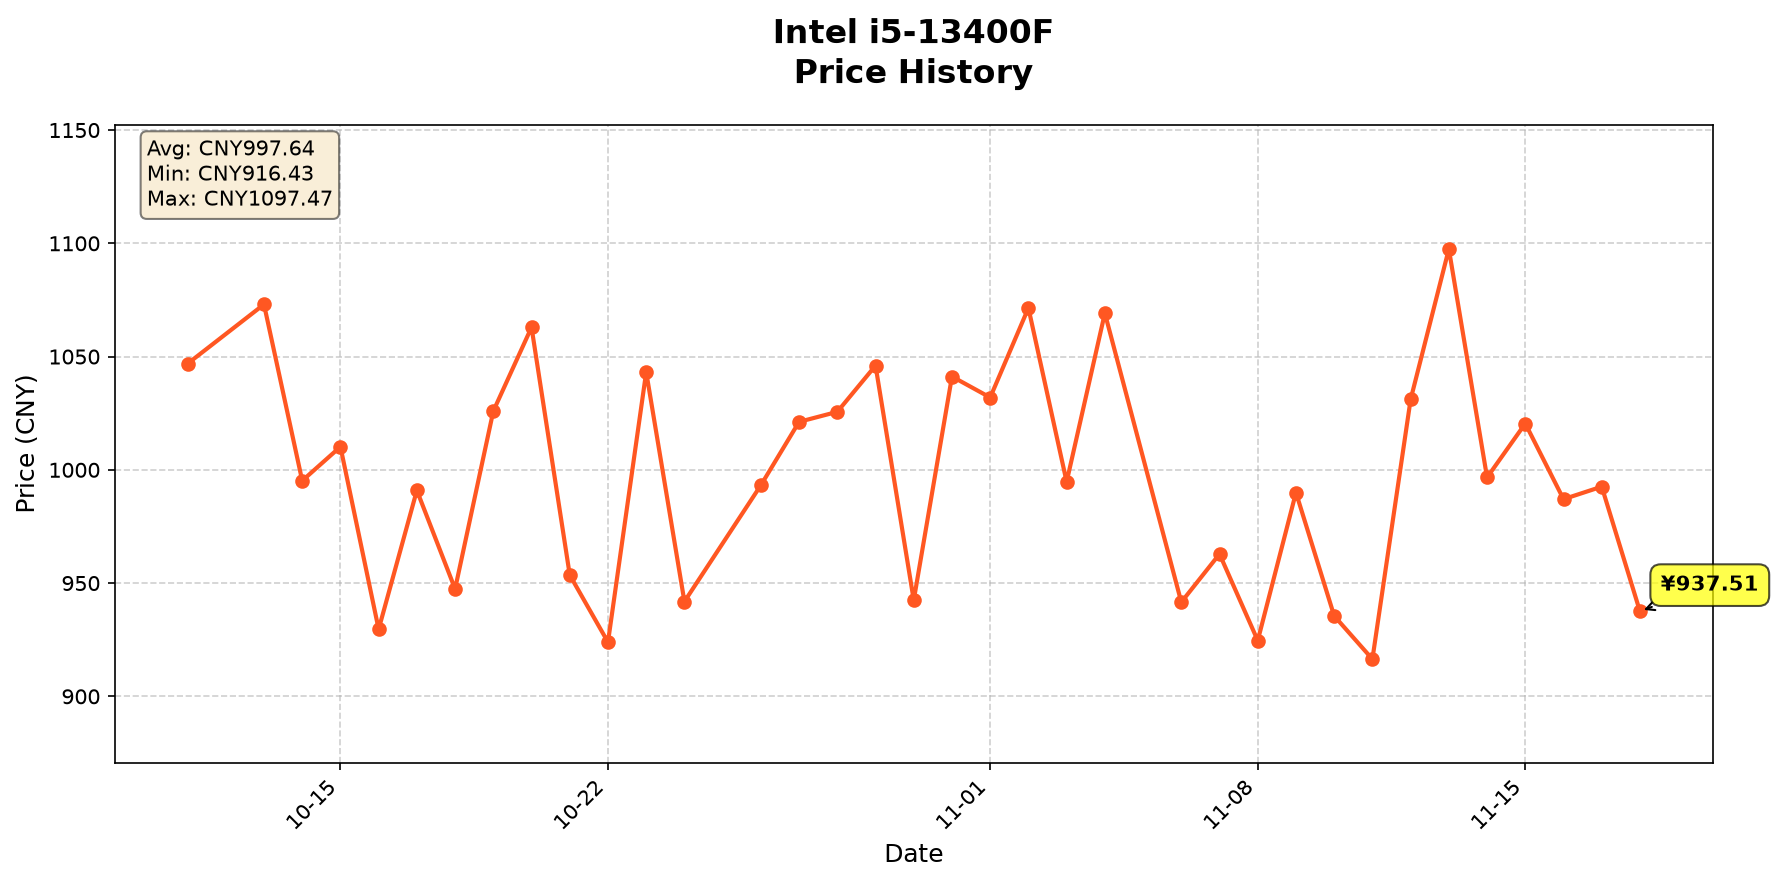 Intel i5-13400F
Price History
Avg: CNY997.64
Min: CNY916.43
Max: CNY1097.47
1150
1100
1050
1000
950
900
Price (CNY)
¥937.51
10-15
10-22
11-01
11-08
11-15
Date